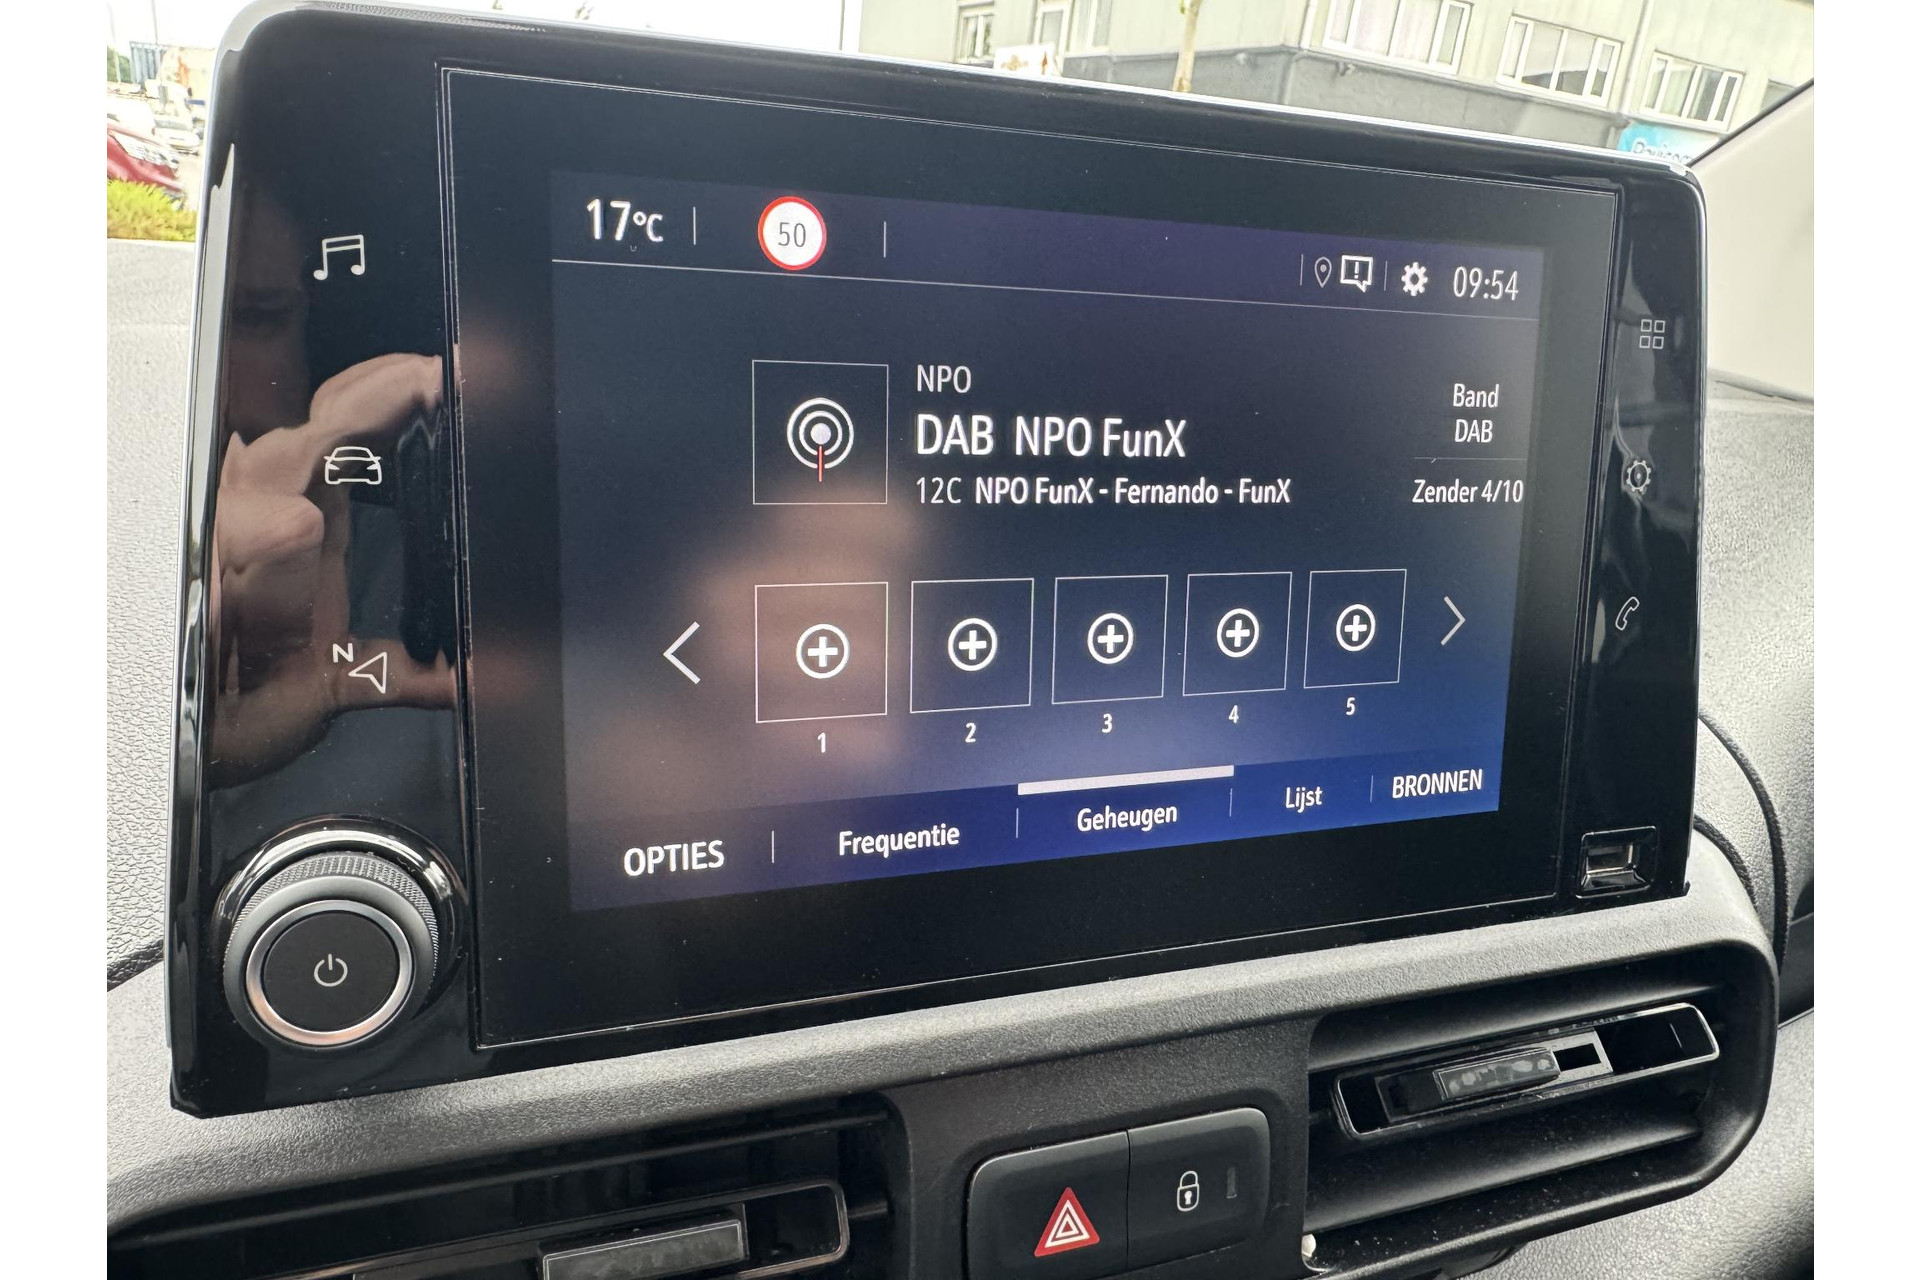 17°C
50
09:54
NPO
DAB NPO FunX
12C NPO FunX - Fernando - FunX
Band
DAB
Zender 4/10
1 2 3 4 5
OPTIES Frequentie Geheugen Lijst BRONNEN
N